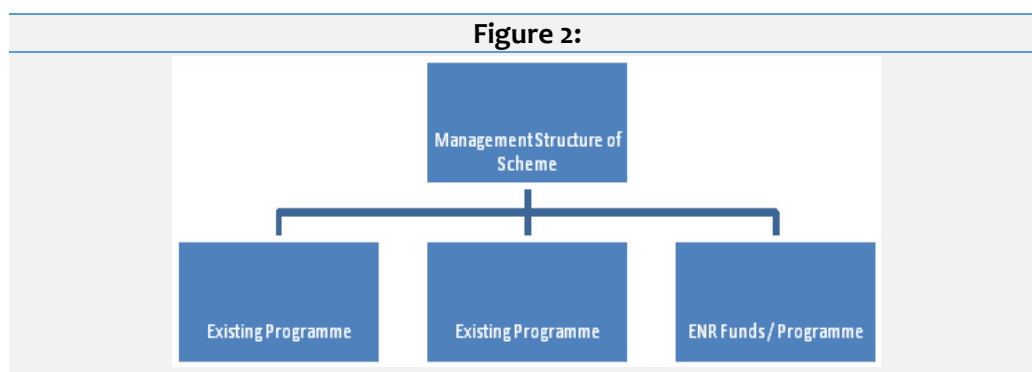 Figure 2:
Management Structure of
Scheme
Existing Programme
Existing Programme
ENR Funds / Programme